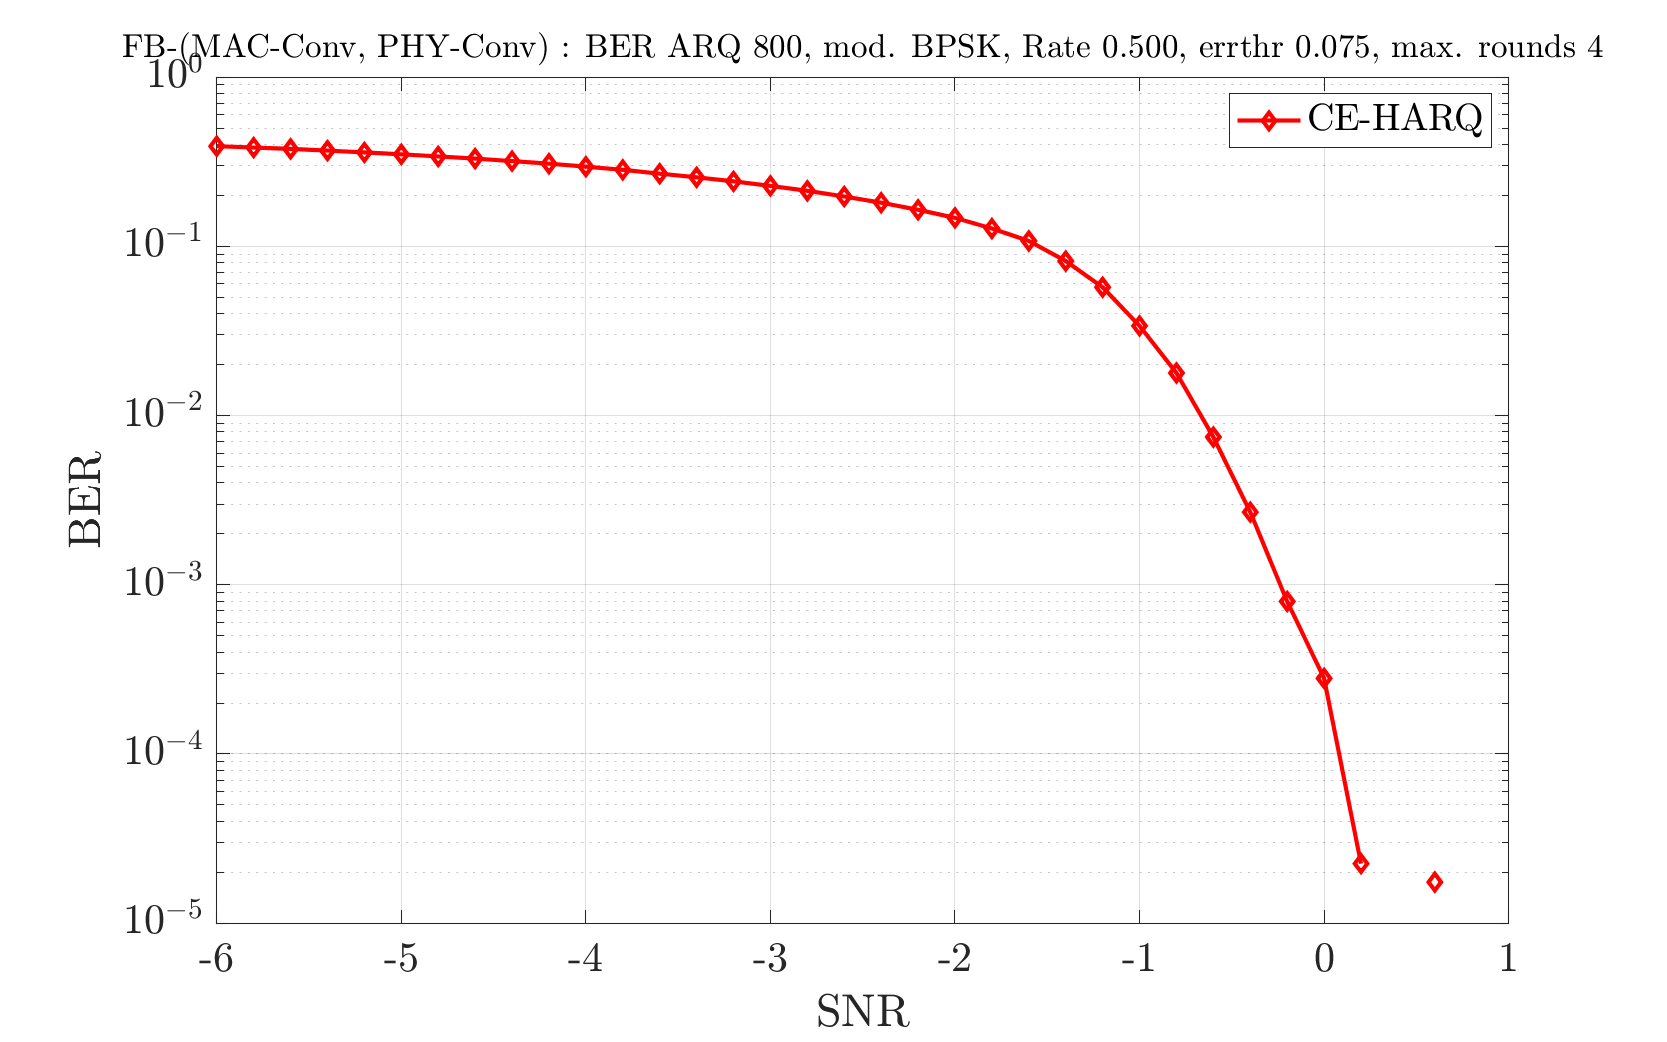 FB-(MAC-Conv, PHY-Conv) : BER ARQ 800, mod. BPSK, Rate 0.500, errthr 0.075, max. rounds 4
10^0
CE-HARQ
10^{-1}
10^{-2}
BER
10^{-3}
10^{-4}
10^{-5}
-6 -5 -4 -3 -2 -1 0 1
SNR